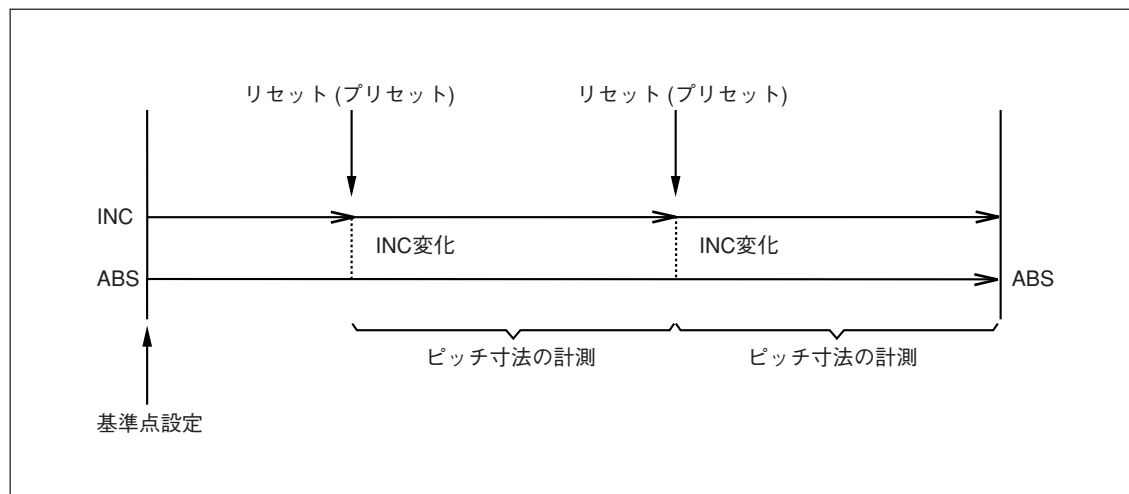 リセット (プリセット)
リセット (プリセット)
INC
INC変化
INC変化
ABS
ABS
ピッチ寸法の計測
ピッチ寸法の計測
基準点設定